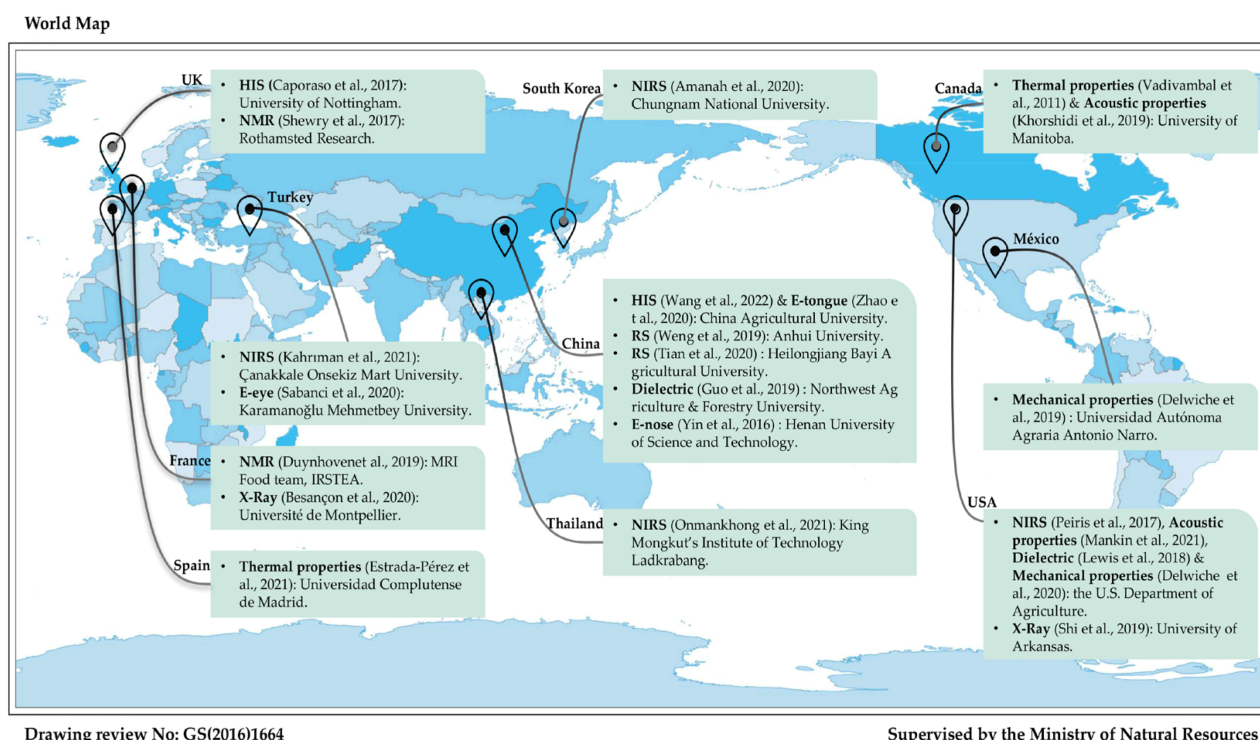 World Map
UK
• HIS (Caporaso et al., 2017):
University of Nottingham.
• NMR (Shewry et al., 2017):
Rothamsted Research.
South Korea
• NIRS (Amanah et al., 2020):
Chungnam National University.
Canada
• Thermal properties (Vadivambal et
al., 2011) & Acoustic properties
(Khorshidi et al., 2019): University of
Manitoba.
Turkey
• NIRS (Kahrıman et al., 2021):
Çanakkale Onsekiz Mart University.
• E-eye (Sabanci et al., 2020):
Karamanoğlu Mehmetbey University.
China
• HIS (Wang et al., 2022) & E-tongue (Zhao e
t al., 2020): China Agricultural University.
• RS (Weng et al., 2019): Anhui University.
• RS (Tian et al., 2020) : Heilongjiang Bayi A
gricultural University.
• Dielectric (Guo et al., 2019) : Northwest Ag
riculture & Forestry University.
• E-nose (Yin et al., 2016) : Henan University
of Science and Technology.
México
• Mechanical properties (Delwiche et
al., 2019) : Universidad Autónoma
Agraria Antonio Narro.
France
• NMR (Duynhovenet al., 2019): MRI
Food team, IRSTEA.
• X-Ray (Besançon et al., 2020):
Université de Montpellier.
Thailand
• NIRS (Onmankhong et al., 2021): King
Mongkut's Institute of Technology
Ladkrabang.
USA
• NIRS (Peiris et al., 2017), Acoustic
properties (Mankin et al., 2021),
Dielectric (Lewis et al., 2018) &
Mechanical properties (Delwiche et
al., 2020): the U.S. Department of
Agriculture.
• X-Ray (Shi et al., 2019): University of
Arkansas.
Spain
• Thermal properties (Estrada-Pérez et
al., 2021): Universidad Complutense
de Madrid.
Drawing review No: GS(2016)1664
Supervised by the Ministry of Natural Resources